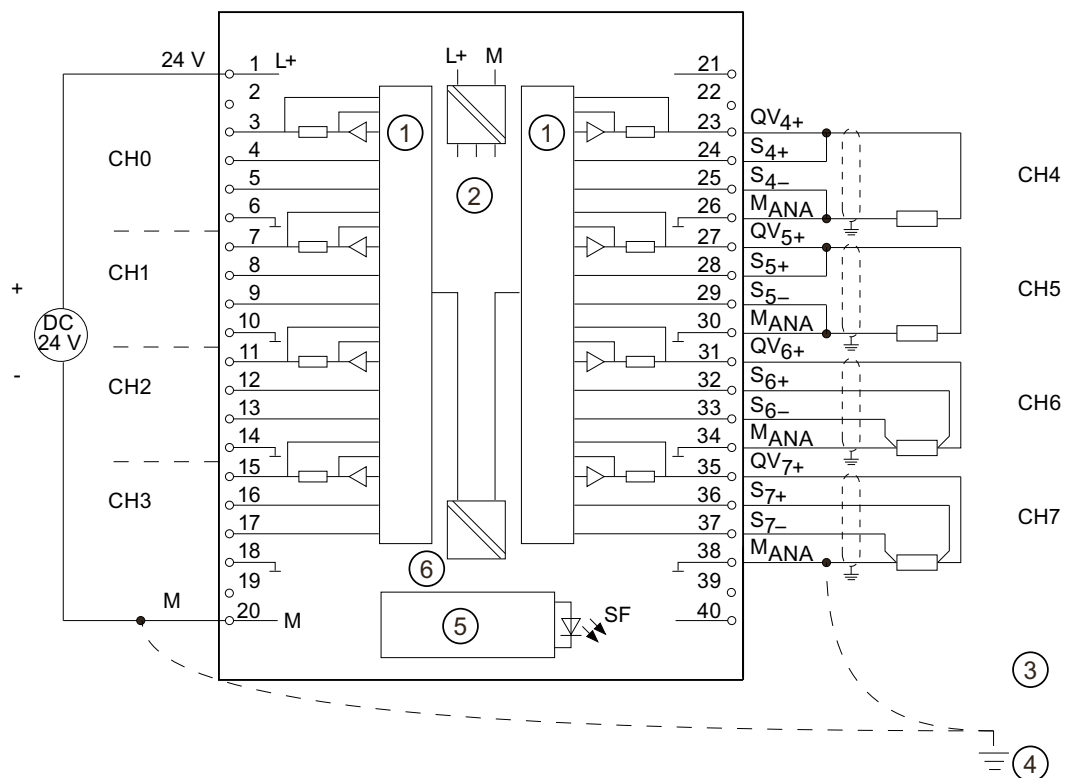 24 V 1 L+ L+ M 21
2 22
3 1 1 23 QV4+
CH0 4 24 S4+ CH4
5 2 25 S4–
6 26 MANA
7 27 QV5+
CH1 8 28 S5+ CH5
+ 9 29 S5–
DC 24 V 10 30 MANA
- 11 31 QV6+
CH2 12 32 S6+ CH6
13 33 S6–
14 34 MANA
15 35 QV7+
CH3 16 36 S7+ CH7
17 37 S7–
18 6 38 MANA
19 39
M 20 M 5 SF 40
3
4